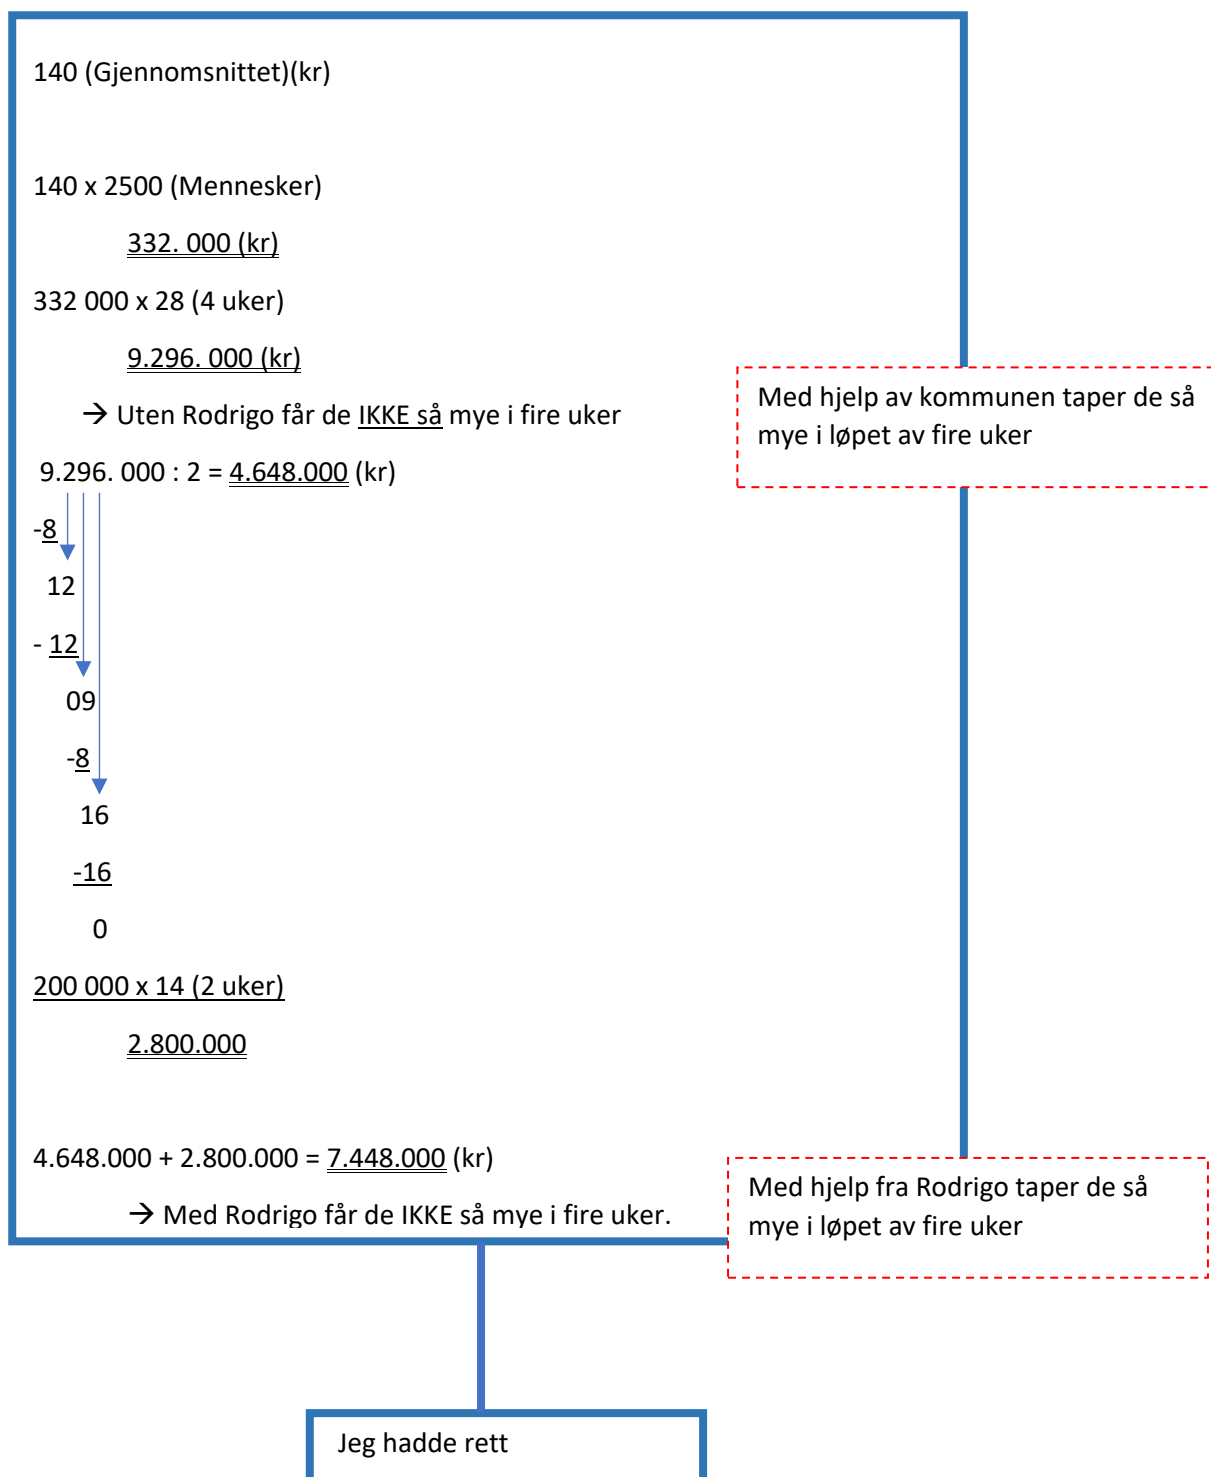 140 (Gjennomsnittet)(kr)
140 x 2500 (Mennesker)
332. 000 (kr)
332 000 x 28 (4 uker)
9.296. 000 (kr)
→ Uten Rodrigo får de IKKE så mye i fire uker
Med hjelp av kommunen taper de så
mye i løpet av fire uker
9.296. 000 : 2 = 4.648.000 (kr)
-8
12
- 12
09
-8
16
-16
0
200 000 x 14 (2 uker)
2.800.000
4.648.000 + 2.800.000 = 7.448.000 (kr)
→ Med Rodrigo får de IKKE så mye i fire uker.
Med hjelp fra Rodrigo taper de så
mye i løpet av fire uker
Jeg hadde rett